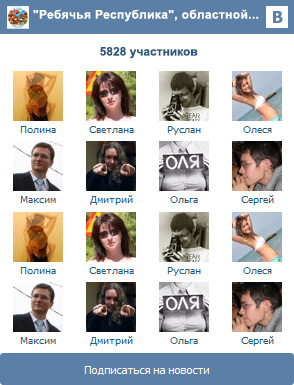 "Ребячья Республика", областной...
B
5828 участников
Полина Светлана Руслан Олеся
ОЛЯ
Максим Дмитрий Ольга Сергей
Полина Светлана Руслан Олеся
ОЛЯ
Максим Дмитрий Ольга Сергей
Подписаться на новости